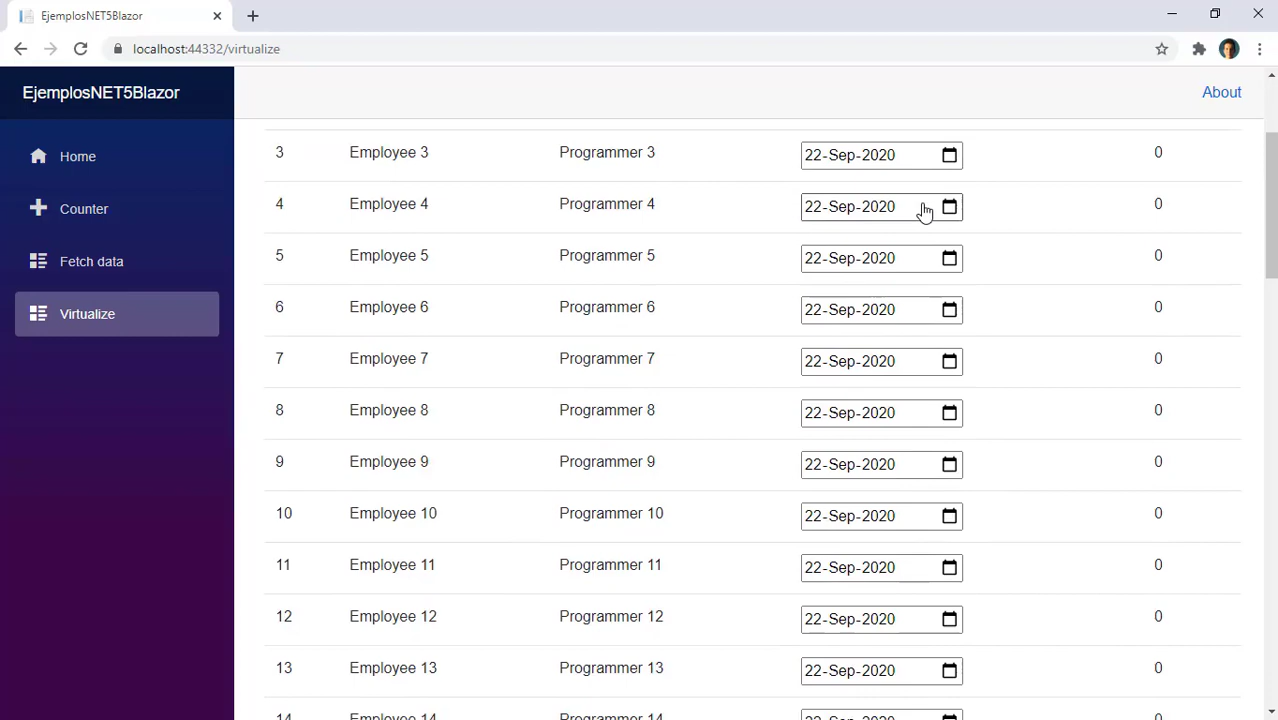 EjemplosNET5Blazor
localhost:44332/virtualize
EjemplosNET5Blazor
About
Home
Counter
Fetch data
Virtualize
3 Employee 3 Programmer 3 22-Sep-2020 0
4 Employee 4 Programmer 4 22-Sep-2020 0
5 Employee 5 Programmer 5 22-Sep-2020 0
6 Employee 6 Programmer 6 22-Sep-2020 0
7 Employee 7 Programmer 7 22-Sep-2020 0
8 Employee 8 Programmer 8 22-Sep-2020 0
9 Employee 9 Programmer 9 22-Sep-2020 0
10 Employee 10 Programmer 10 22-Sep-2020 0
11 Employee 11 Programmer 11 22-Sep-2020 0
12 Employee 12 Programmer 12 22-Sep-2020 0
13 Employee 13 Programmer 13 22-Sep-2020 0
14 Employee 14 Programmer 14